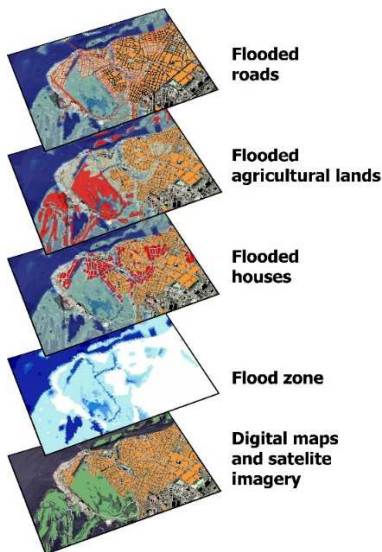 Flooded
roads
Flooded
agricultural lands
Flooded
houses
Flood zone
Digital maps
and satelite
imagery